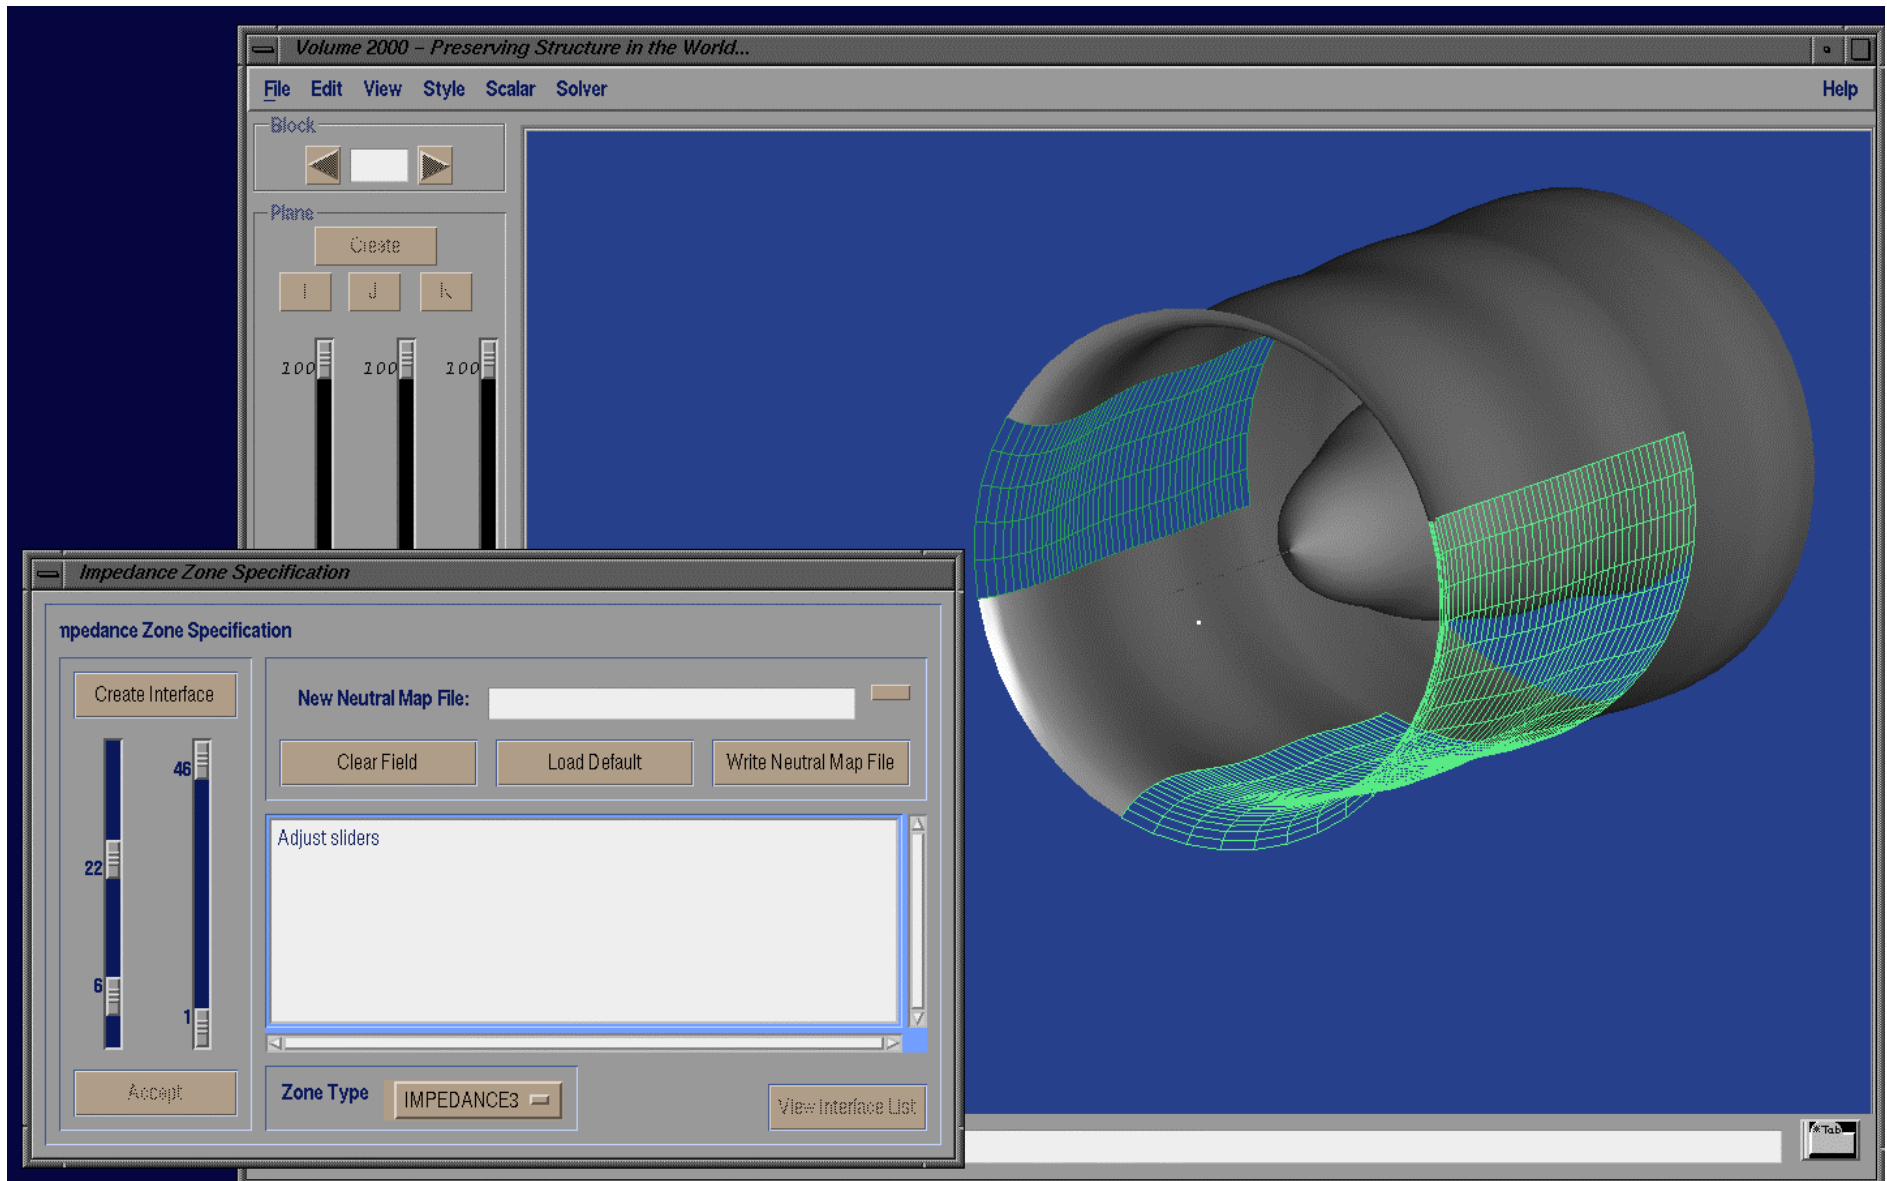 Volume 2000 – Preserving Structure in the World...
File Edit View Style Scalar Solver Help
Block
Plane
Create
I J K
100 100 100
Impedance Zone Specification
mpedance Zone Specification
Create Interface
New Neutral Map File:
Clear Field Load Default Write Neutral Map File
46
22
6
1
Adjust sliders
Accept
Zone Type IMPEDANCE3
View Interface List
*Tab